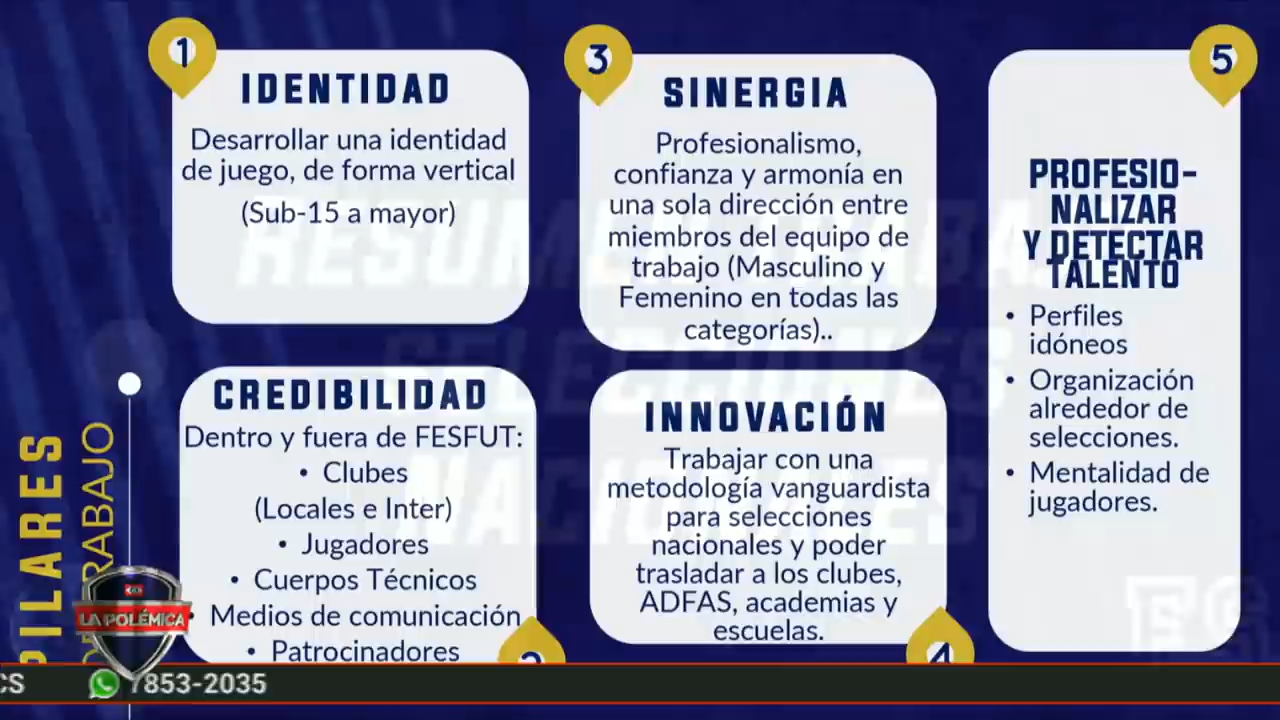 1
IDENTIDAD
Desarrollar una identidad
de juego, de forma vertical
(Sub-15 a mayor)
CREDIBILIDAD
Dentro y fuera de FESFUT:
• Clubes
(Locales e Inter)
• Jugadores
• Cuerpos Técnicos
• Medios de comunicación
• Patrocinadores
2
3
SINERGIA
Profesionalismo,
confianza y armonía en
una sola dirección entre
miembros del equipo de
trabajo (Masculino y
Femenino en todas las
categorías)..
INNOVACIÓN
Trabajar con una
metodología vanguardista
para selecciones
nacionales y poder
trasladar a los clubes,
ADFAS, academias y
escuelas.
4
5
PROFESIO-
NALIZAR
Y DETECTAR
TALENTO
• Perfiles
idóneos
• Organización
alrededor de
selecciones.
• Mentalidad de
jugadores.
PILARES
DE TRABAJO
LA POLÉMICA
CS 7853-2035